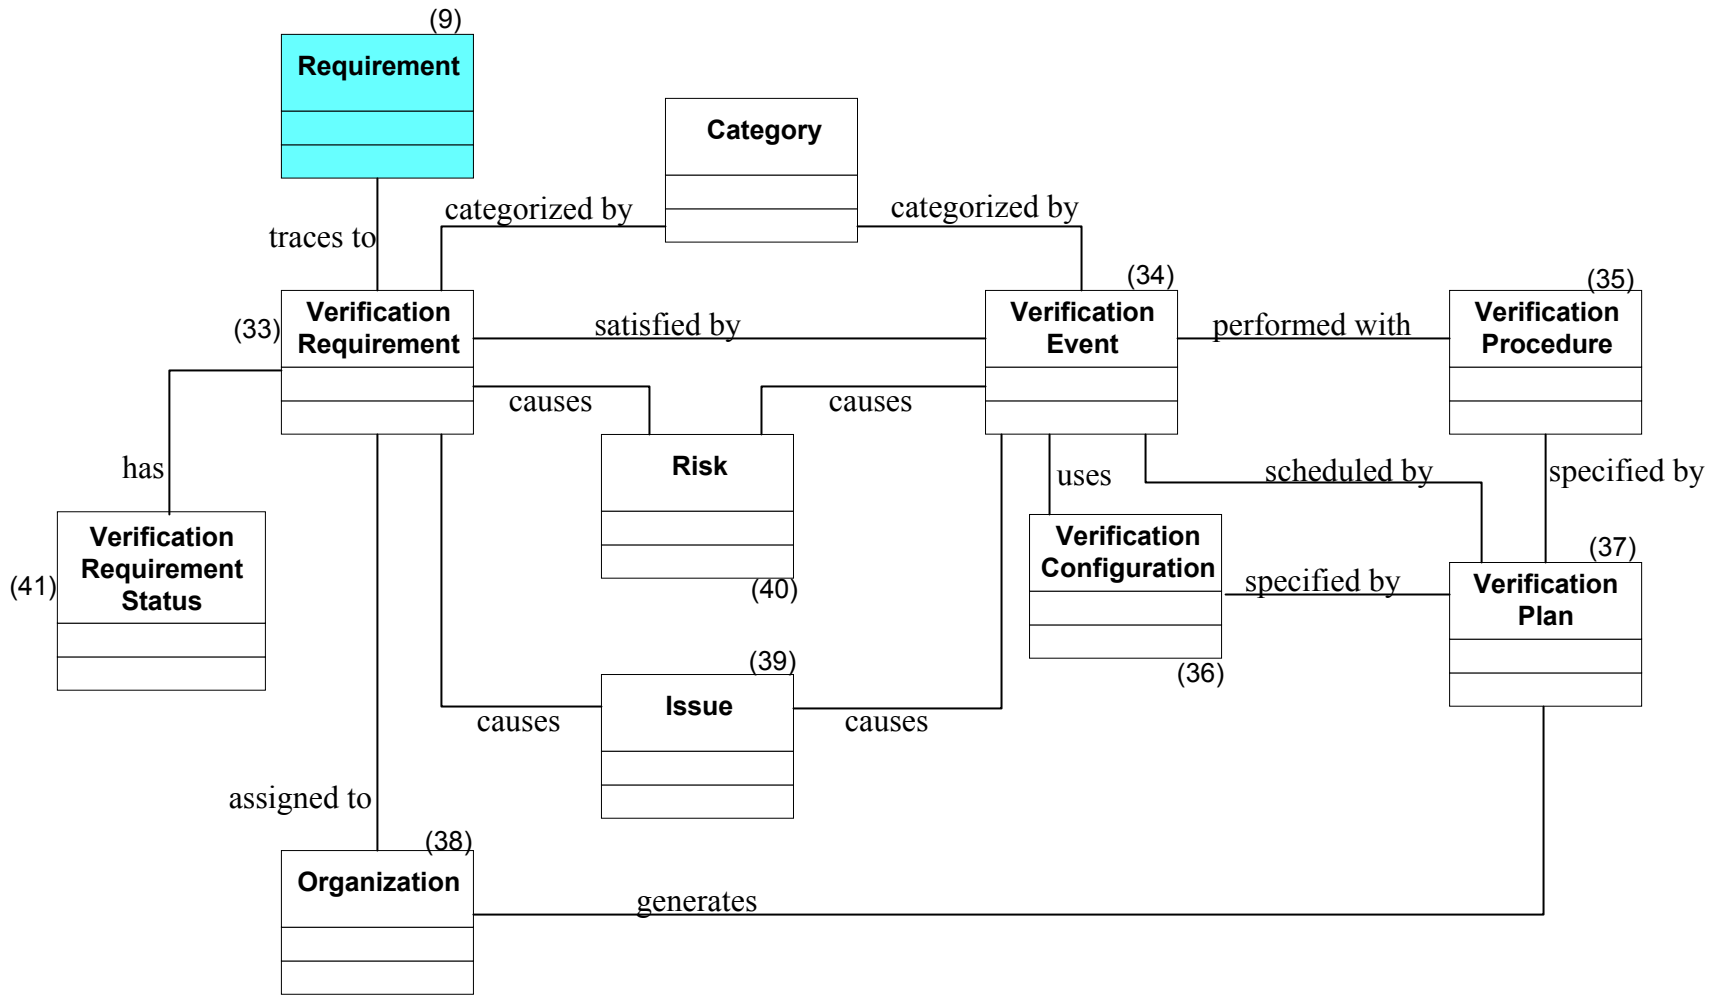 (9)
Requirement
Category
categorized by
categorized by
traces to
(34)
(35)
Verification
Requirement
(33)
satisfied by
Verification
Event
performed with
Verification
Procedure
causes
causes
has
Risk
uses
scheduled by
specified by
Verification
Requirement
Status
(41)
(40)
Verification
Configuration
(36)
specified by
(37)
Verification
Plan
(39)
Issue
causes
causes
assigned to
(38)
Organization
generates